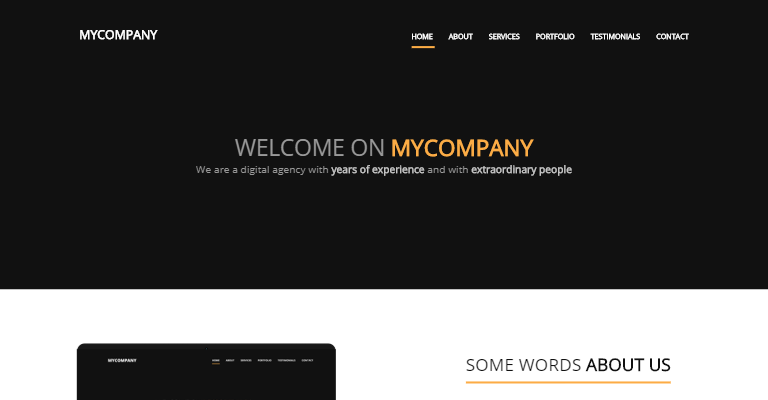 MYCOMPANY
HOME ABOUT SERVICES PORTFOLIO TESTIMONIALS CONTACT
WELCOME ON MYCOMPANY
We are a digital agency with years of experience and with extraordinary people
MYCOMPANY
HOME ABOUT SERVICES PORTFOLIO TESTIMONIALS CONTACT
SOME WORDS ABOUT US